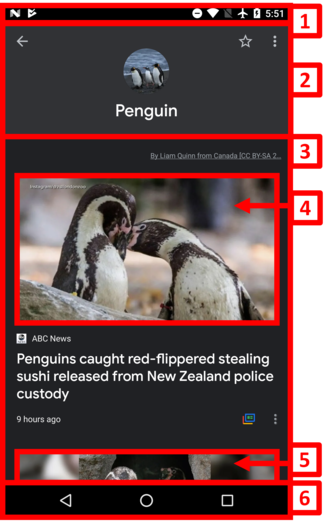 5:51
1
2
Penguin
3
By Liam Quinn from Canada [CC BY-SA 2...
4
ABC News
Penguins caught red-flippered stealing
sushi released from New Zealand police
custody
9 hours ago
5
6